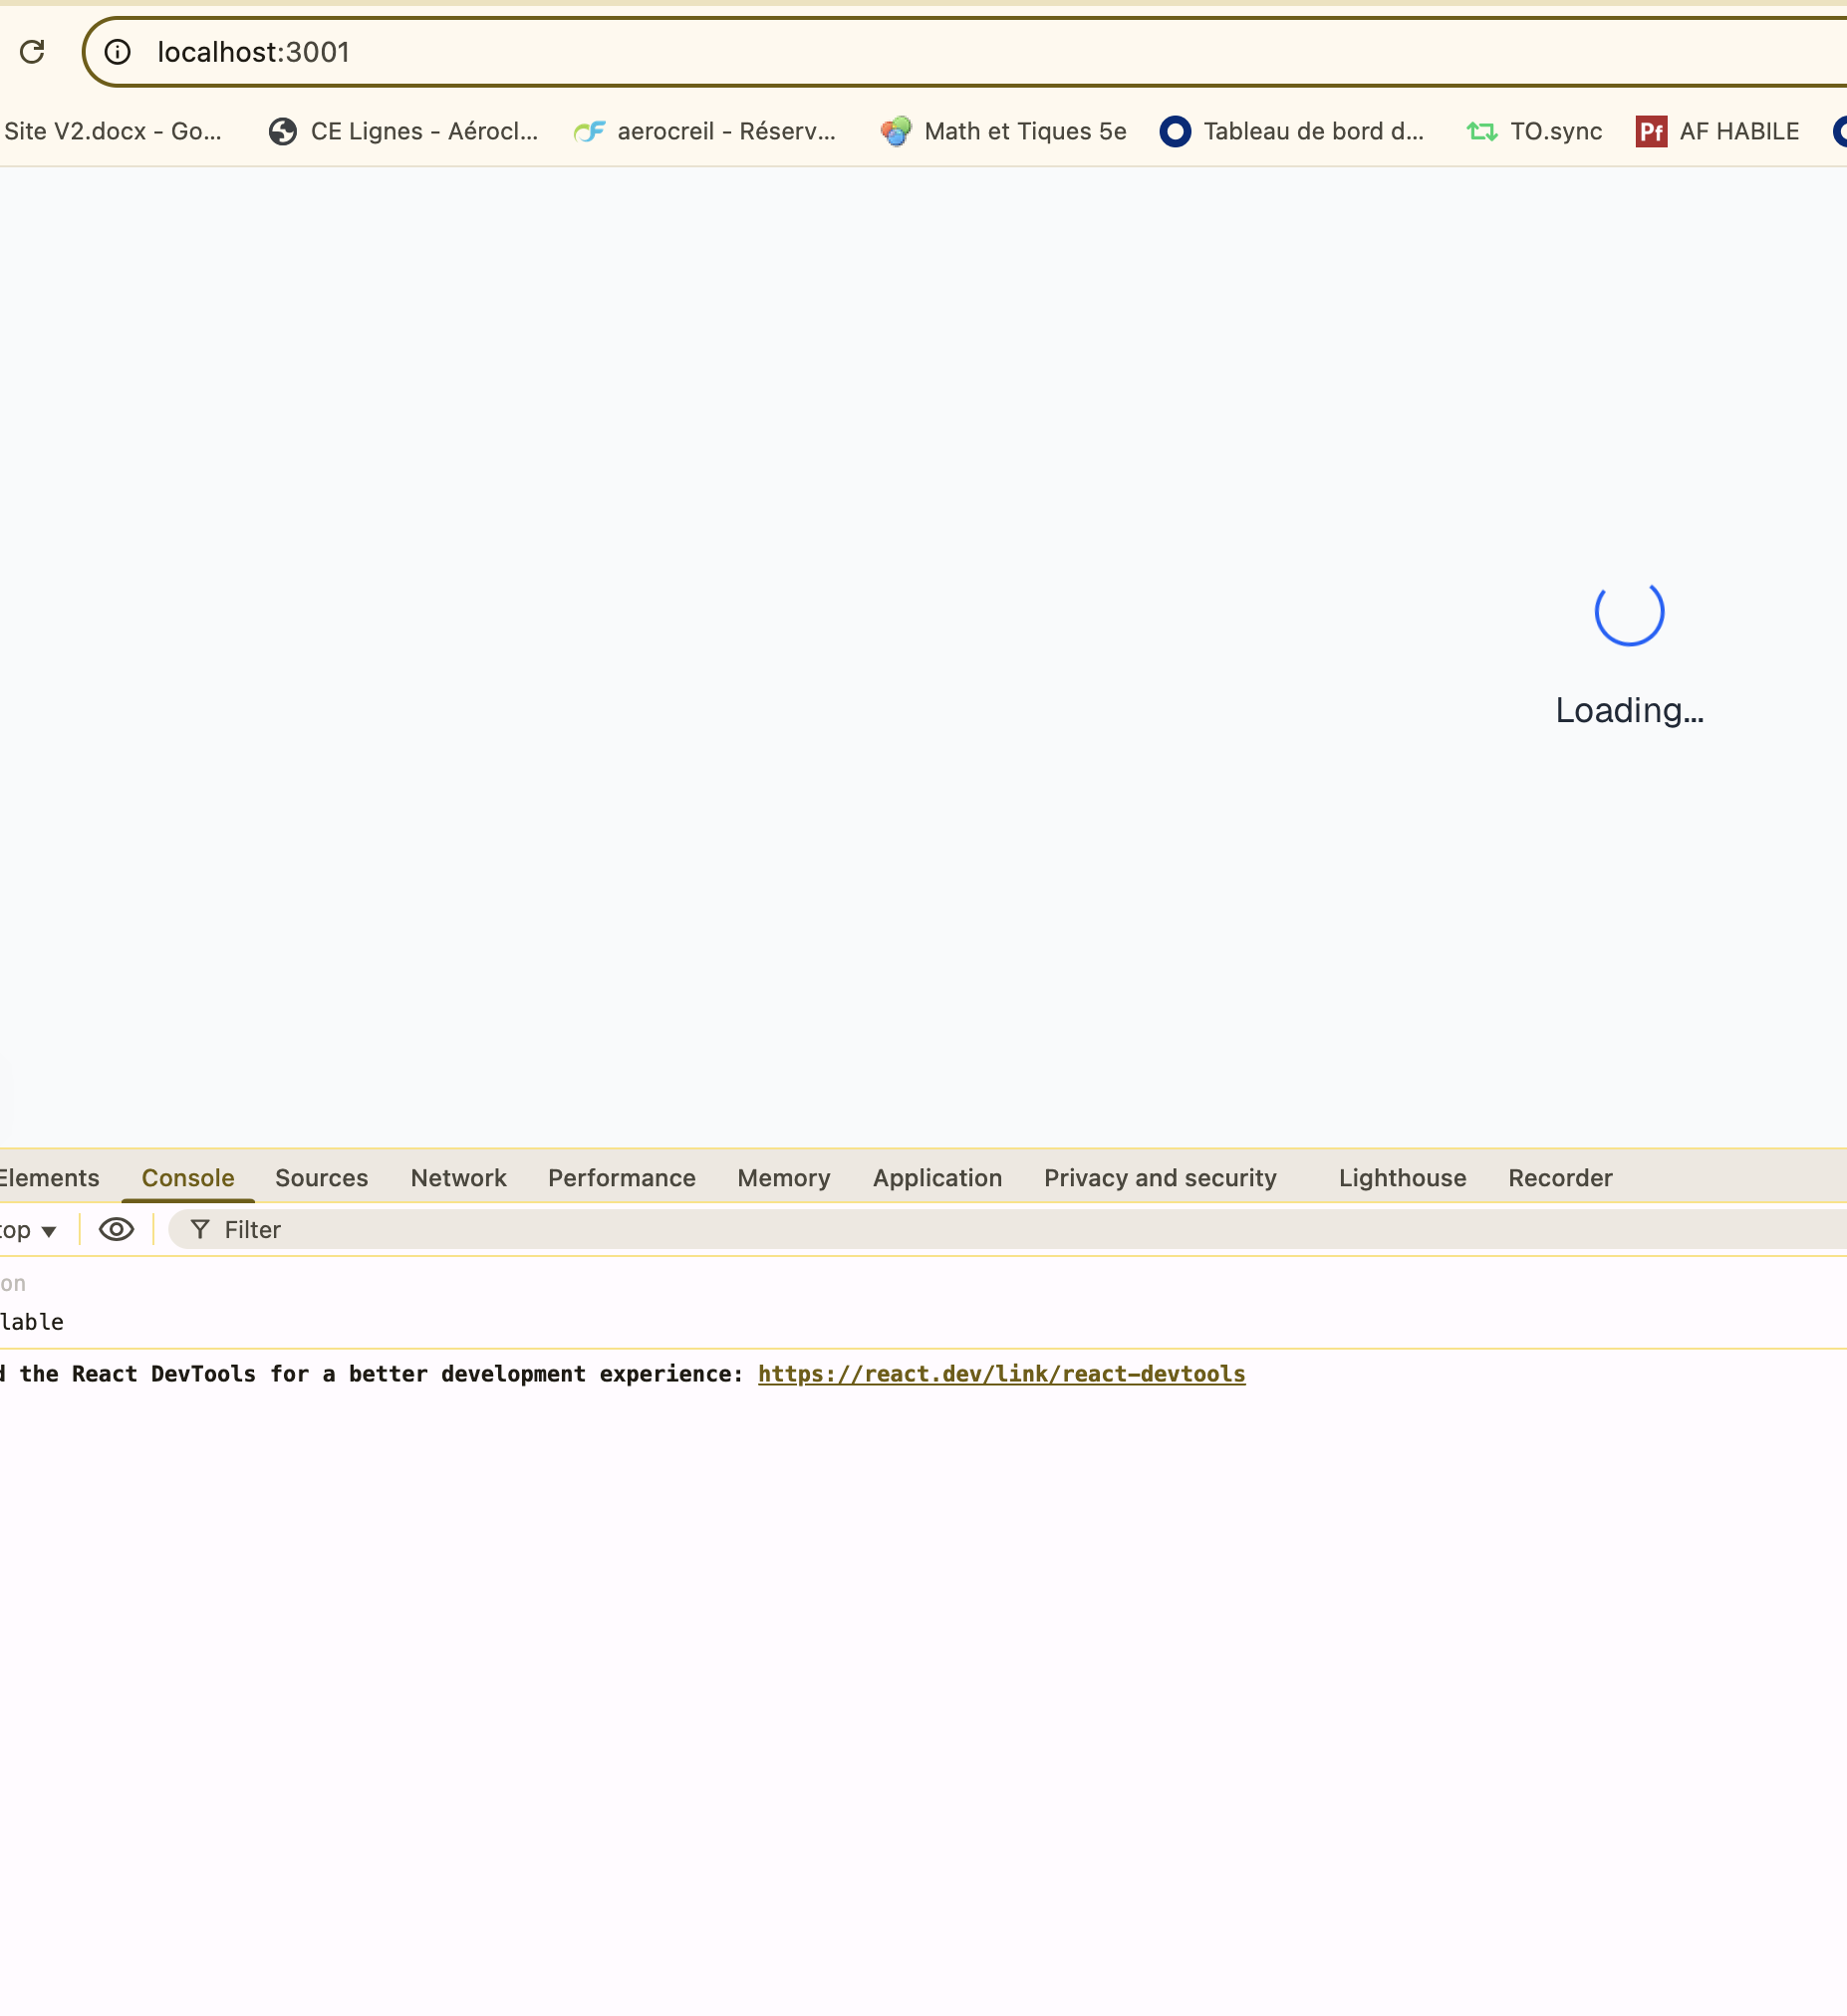 localhost:3001
Site V2.docx - Go... CE Lignes - Aérocl... aerocreil - Réserv... Math et Tiques 5e Tableau de bord d... TO.sync Pf AF HABILE
Loading...
Elements Console Sources Network Performance Memory Application Privacy and security Lighthouse Recorder
top Filter
on
lable
d the React DevTools for a better development experience: https://react.dev/link/react-devtools